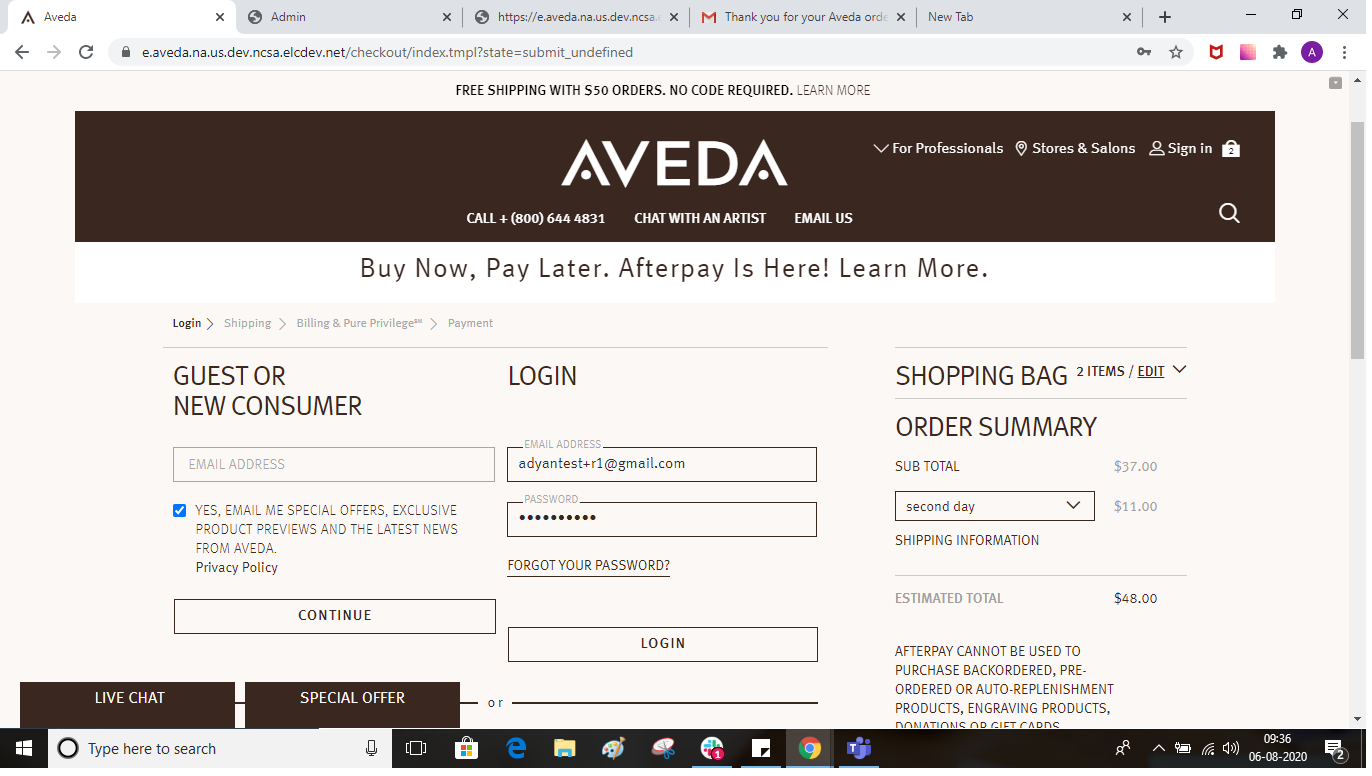 Aveda
Admin
https://e.aveda.na.us.dev.ncsa.e
Thank you for your Aveda orde
New Tab
e.aveda.na.us.dev.ncsa.elcdev.net/checkout/index.tmpl?state=submit_undefined
A
FREE SHIPPING WITH $50 ORDERS. NO CODE REQUIRED. LEARN MORE
AVEDA
For Professionals
Stores & Salons
Sign in
2
CALL + (800) 644 4831
CHAT WITH AN ARTIST
EMAIL US
Buy Now, Pay Later. Afterpay Is Here! Learn More.
Login
Shipping
Billing & Pure Privilege℠
Payment
GUEST OR
NEW CONSUMER
EMAIL ADDRESS
YES, EMAIL ME SPECIAL OFFERS, EXCLUSIVE
PRODUCT PREVIEWS AND THE LATEST NEWS
FROM AVEDA.
Privacy Policy
CONTINUE
LOGIN
EMAIL ADDRESS
adyantest+r1@gmail.com
PASSWORD
••••••••••
FORGOT YOUR PASSWORD?
LOGIN
or
SHOPPING BAG 2 ITEMS / EDIT
ORDER SUMMARY
SUB TOTAL $37.00
second day $11.00
SHIPPING INFORMATION
ESTIMATED TOTAL $48.00
AFTERPAY CANNOT BE USED TO
PURCHASE BACKORDERED, PRE-
ORDERED OR AUTO-REPLENISHMENT
PRODUCTS, ENGRAVING PRODUCTS,
DONATIONS OR GIFT CARDS
LIVE CHAT
SPECIAL OFFER
Type here to search
1
09:36
06-08-2020
2